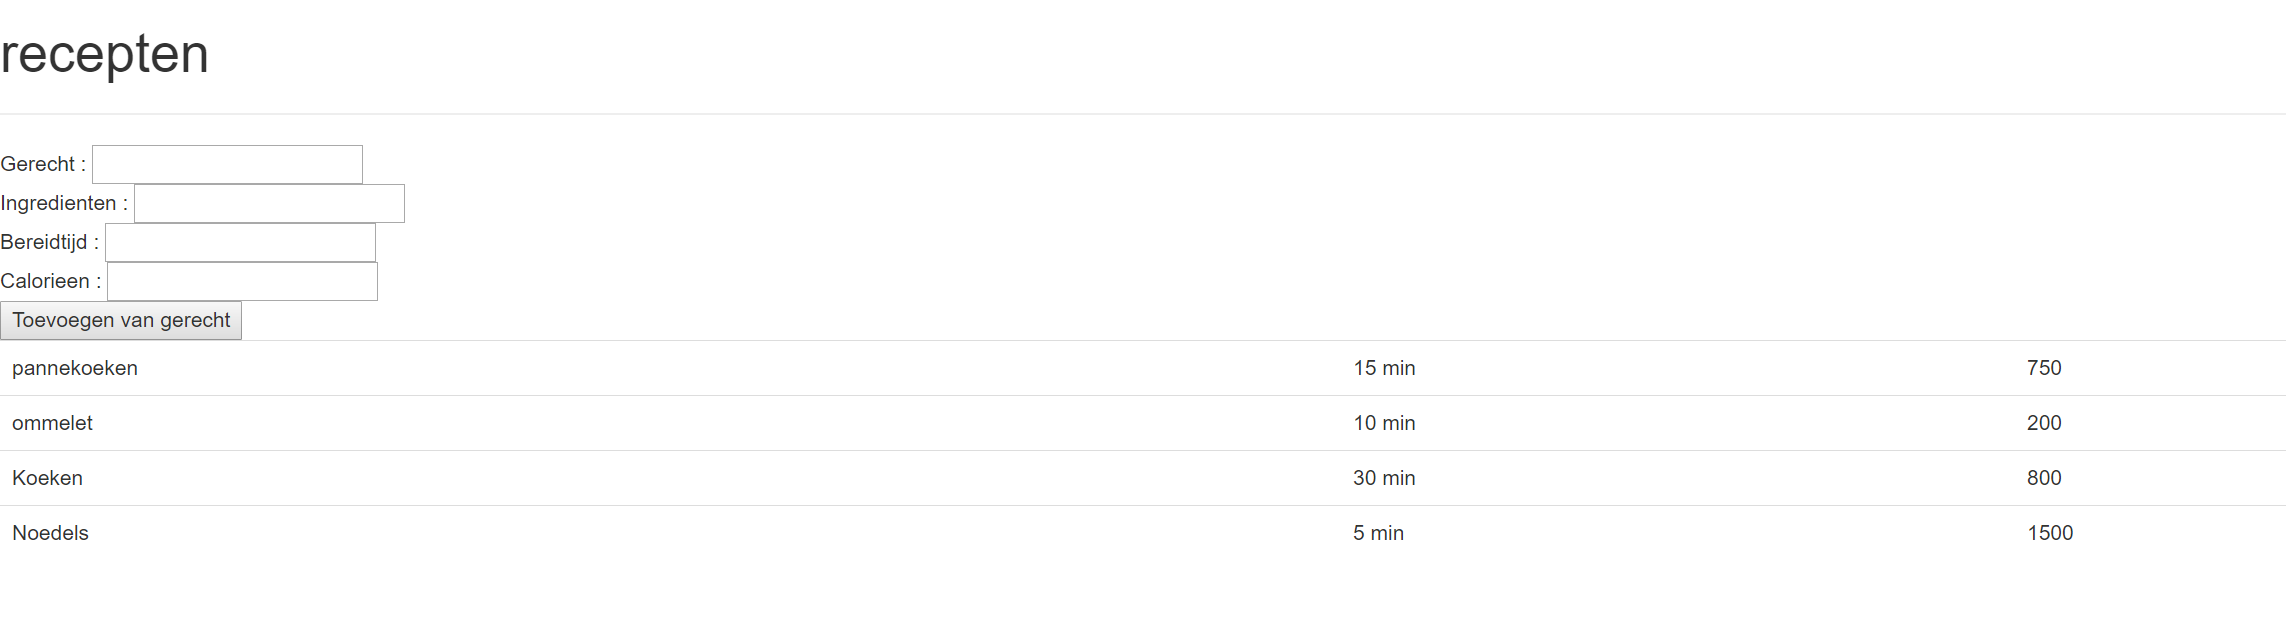 recepten
Gerecht :
Ingredienten :
Bereidtijd :
Calorieen :
Toevoegen van gerecht
pannekoeken 15 min 750
ommelet 10 min 200
Koeken 30 min 800
Noedels 5 min 1500